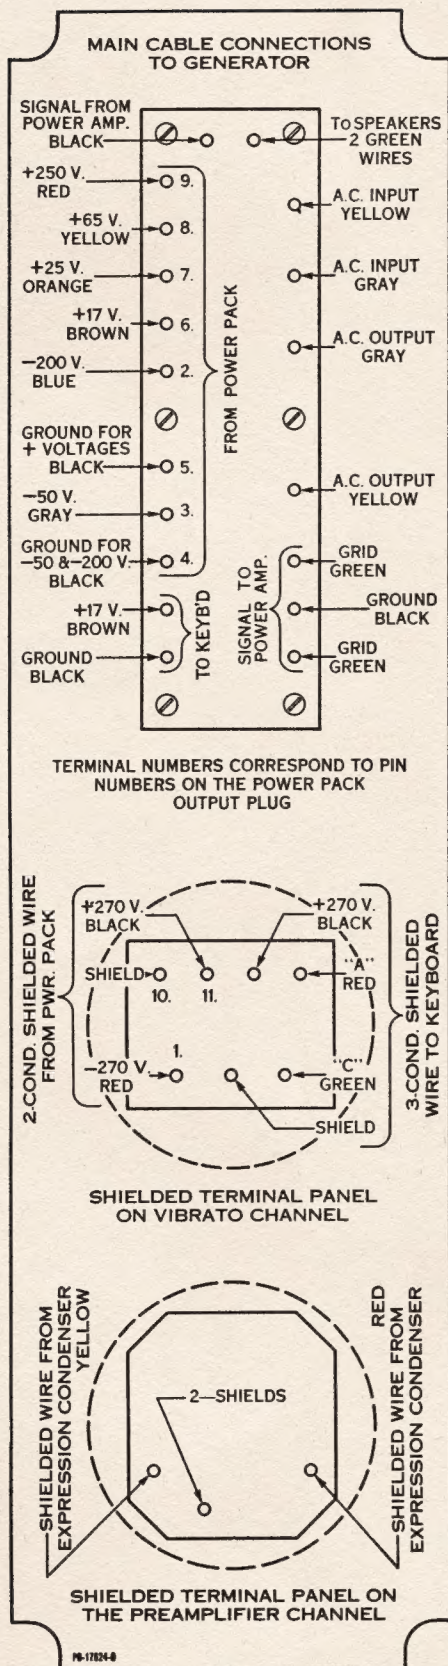 MAIN CABLE CONNECTIONS
TO GENERATOR
SIGNAL FROM
POWER AMP.
BLACK
TO SPEAKERS
2 GREEN
WIRES
+250 V.
RED
9.
+65 V.
YELLOW
8.
+25 V.
ORANGE
7.
+17 V.
BROWN
6.
-200 V.
BLUE
2.
GROUND FOR
+ VOLTAGES
BLACK
5.
-50 V.
GRAY
3.
GROUND FOR
-50 & -200 V.
BLACK
4.
FROM POWER PACK
+17 V.
BROWN
GROUND
BLACK
TO KEYB'D
A.C. INPUT
YELLOW
A.C. INPUT
GRAY
A.C. OUTPUT
GRAY
A.C. OUTPUT
YELLOW
SIGNAL TO
POWER AMP.
GRID
GREEN
GROUND
BLACK
GRID
GREEN
TERMINAL NUMBERS CORRESPOND TO PIN
NUMBERS ON THE POWER PACK
OUTPUT PLUG
2-COND. SHIELDED WIRE
FROM PWR. PACK
+270 V.
BLACK
+270 V.
BLACK
SHIELD
10.
11.
"A"
RED
1.
-270 V.
RED
"C"
GREEN
SHIELD
3-COND. SHIELDED
WIRE TO KEYBOARD
SHIELDED TERMINAL PANEL
ON VIBRATO CHANNEL
SHIELDED WIRE FROM
EXPRESSION CONDENSER
YELLOW
2-SHIELDS
RED
SHIELDED WIRE FROM
EXPRESSION CONDENSER
SHIELDED TERMINAL PANEL ON
THE PREAMPLIFIER CHANNEL